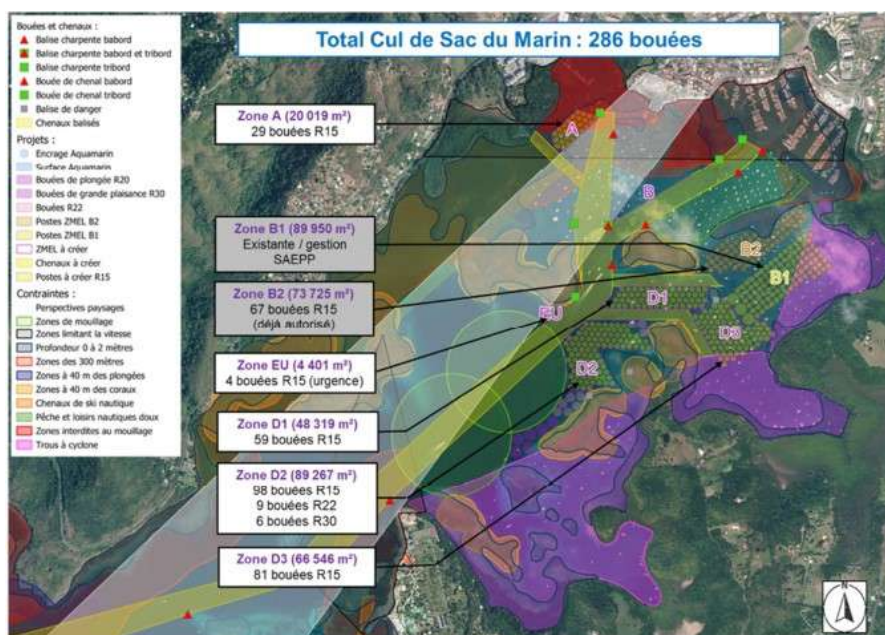 Total Cul de Sac du Marin : 286 bouées
Bouées et chenaux :
Balise charpente babord
Balise charpente babord et tribord
Balise charpente tribord
Bouée de chenal babord
Bouée de chenal tribord
Balise de danger
Chenaux balisés
Projets :
Encrage Aquamarin
Surface Aquamarin
Bouées de plongée R20
Bouées de grande plaisance R30
Bouées R22
Postes ZMEL B2
Postes ZMEL B1
ZMEL à créer
Chenaux à créer
Postes à créer R15
Contraintes :
Perspectives paysages
Zones de mouillage
Zones limitant la vitesse
Profondeur 0 à 2 mètres
Zones des 300 mètres
Zones à 40 m des plongées
Zones à 40 m des coraux
Chenaux de ski nautique
Pêche et loisirs nautiques doux
Zones interdites au mouillage
Trous à cyclone
Zone A (20 019 m²)
29 bouées R15
Zone B1 (89 950 m²)
Existante / gestion
SAEPP
Zone B2 (73 725 m²)
67 bouées R15
(déjà autorisé)
Zone EU (4 401 m²)
4 bouées R15 (urgence)
Zone D1 (48 319 m²)
59 bouées R15
Zone D2 (89 267 m²)
98 bouées R15
9 bouées R22
6 bouées R30
Zone D3 (66 546 m²)
81 bouées R15
A
B
B2
B1
D1
EU
D3
D2
N